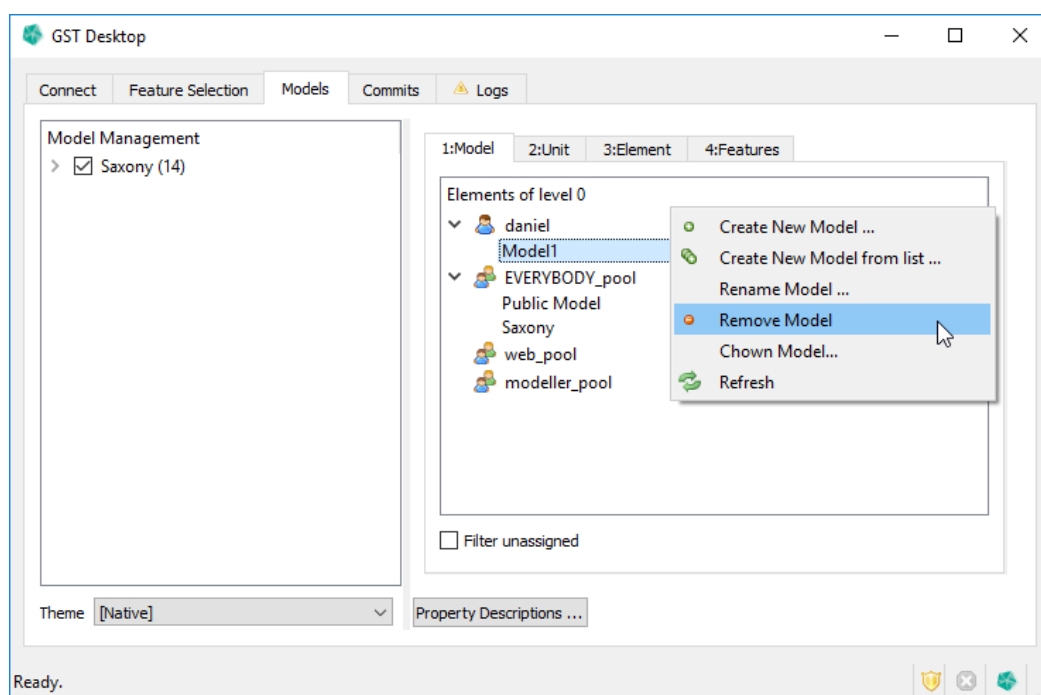 GST Desktop
Connect
Feature Selection
Models
Commits
Logs
Model Management
Saxony (14)
1:Model
2:Unit
3:Element
4:Features
Elements of level 0
daniel
Model1
EVERYBODY_pool
Public Model
Saxony
web_pool
modeller_pool
Create New Model ...
Create New Model from list ...
Rename Model ...
Remove Model
Chown Model...
Refresh
Filter unassigned
Theme
[Native]
Property Descriptions ...
Ready.